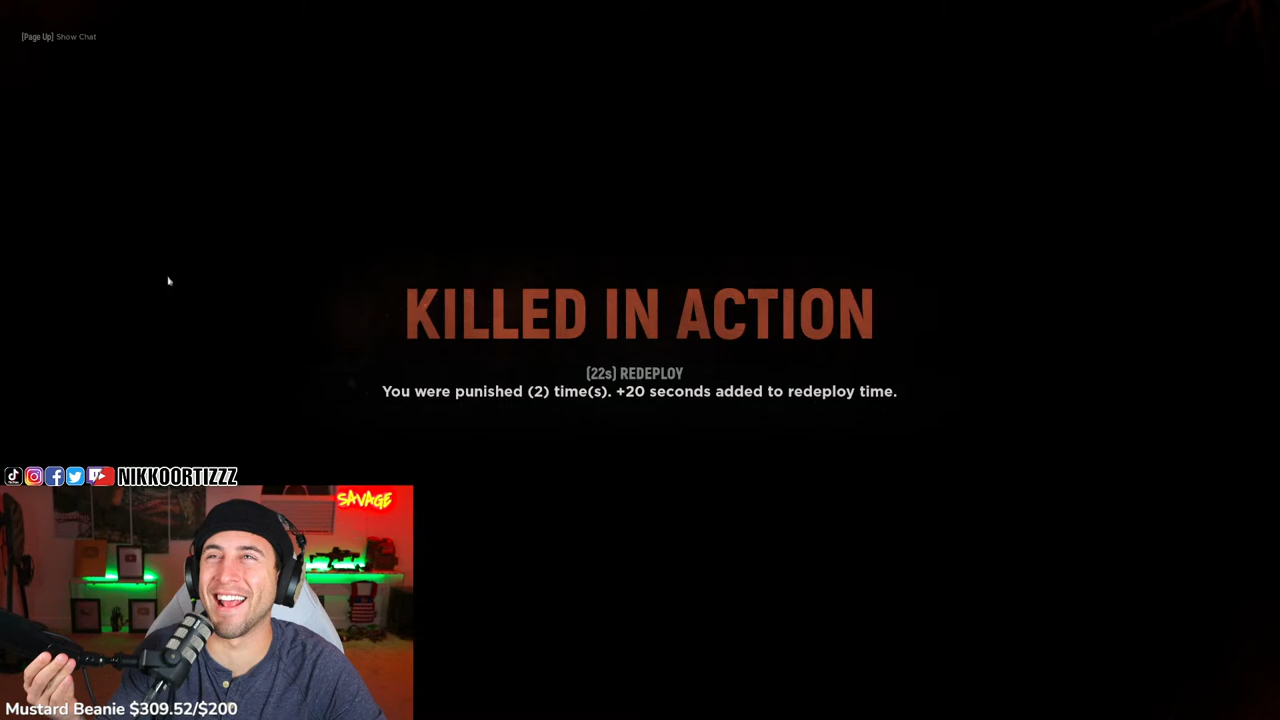 [Page Up] Show Chat
KILLED IN ACTION
(22s) REDEPLOY
You were punished (2) time(s). +20 seconds added to redeploy time.
NIKKOORTIZZZ
SAVAGE
Mustard Beanie $309.52/$200